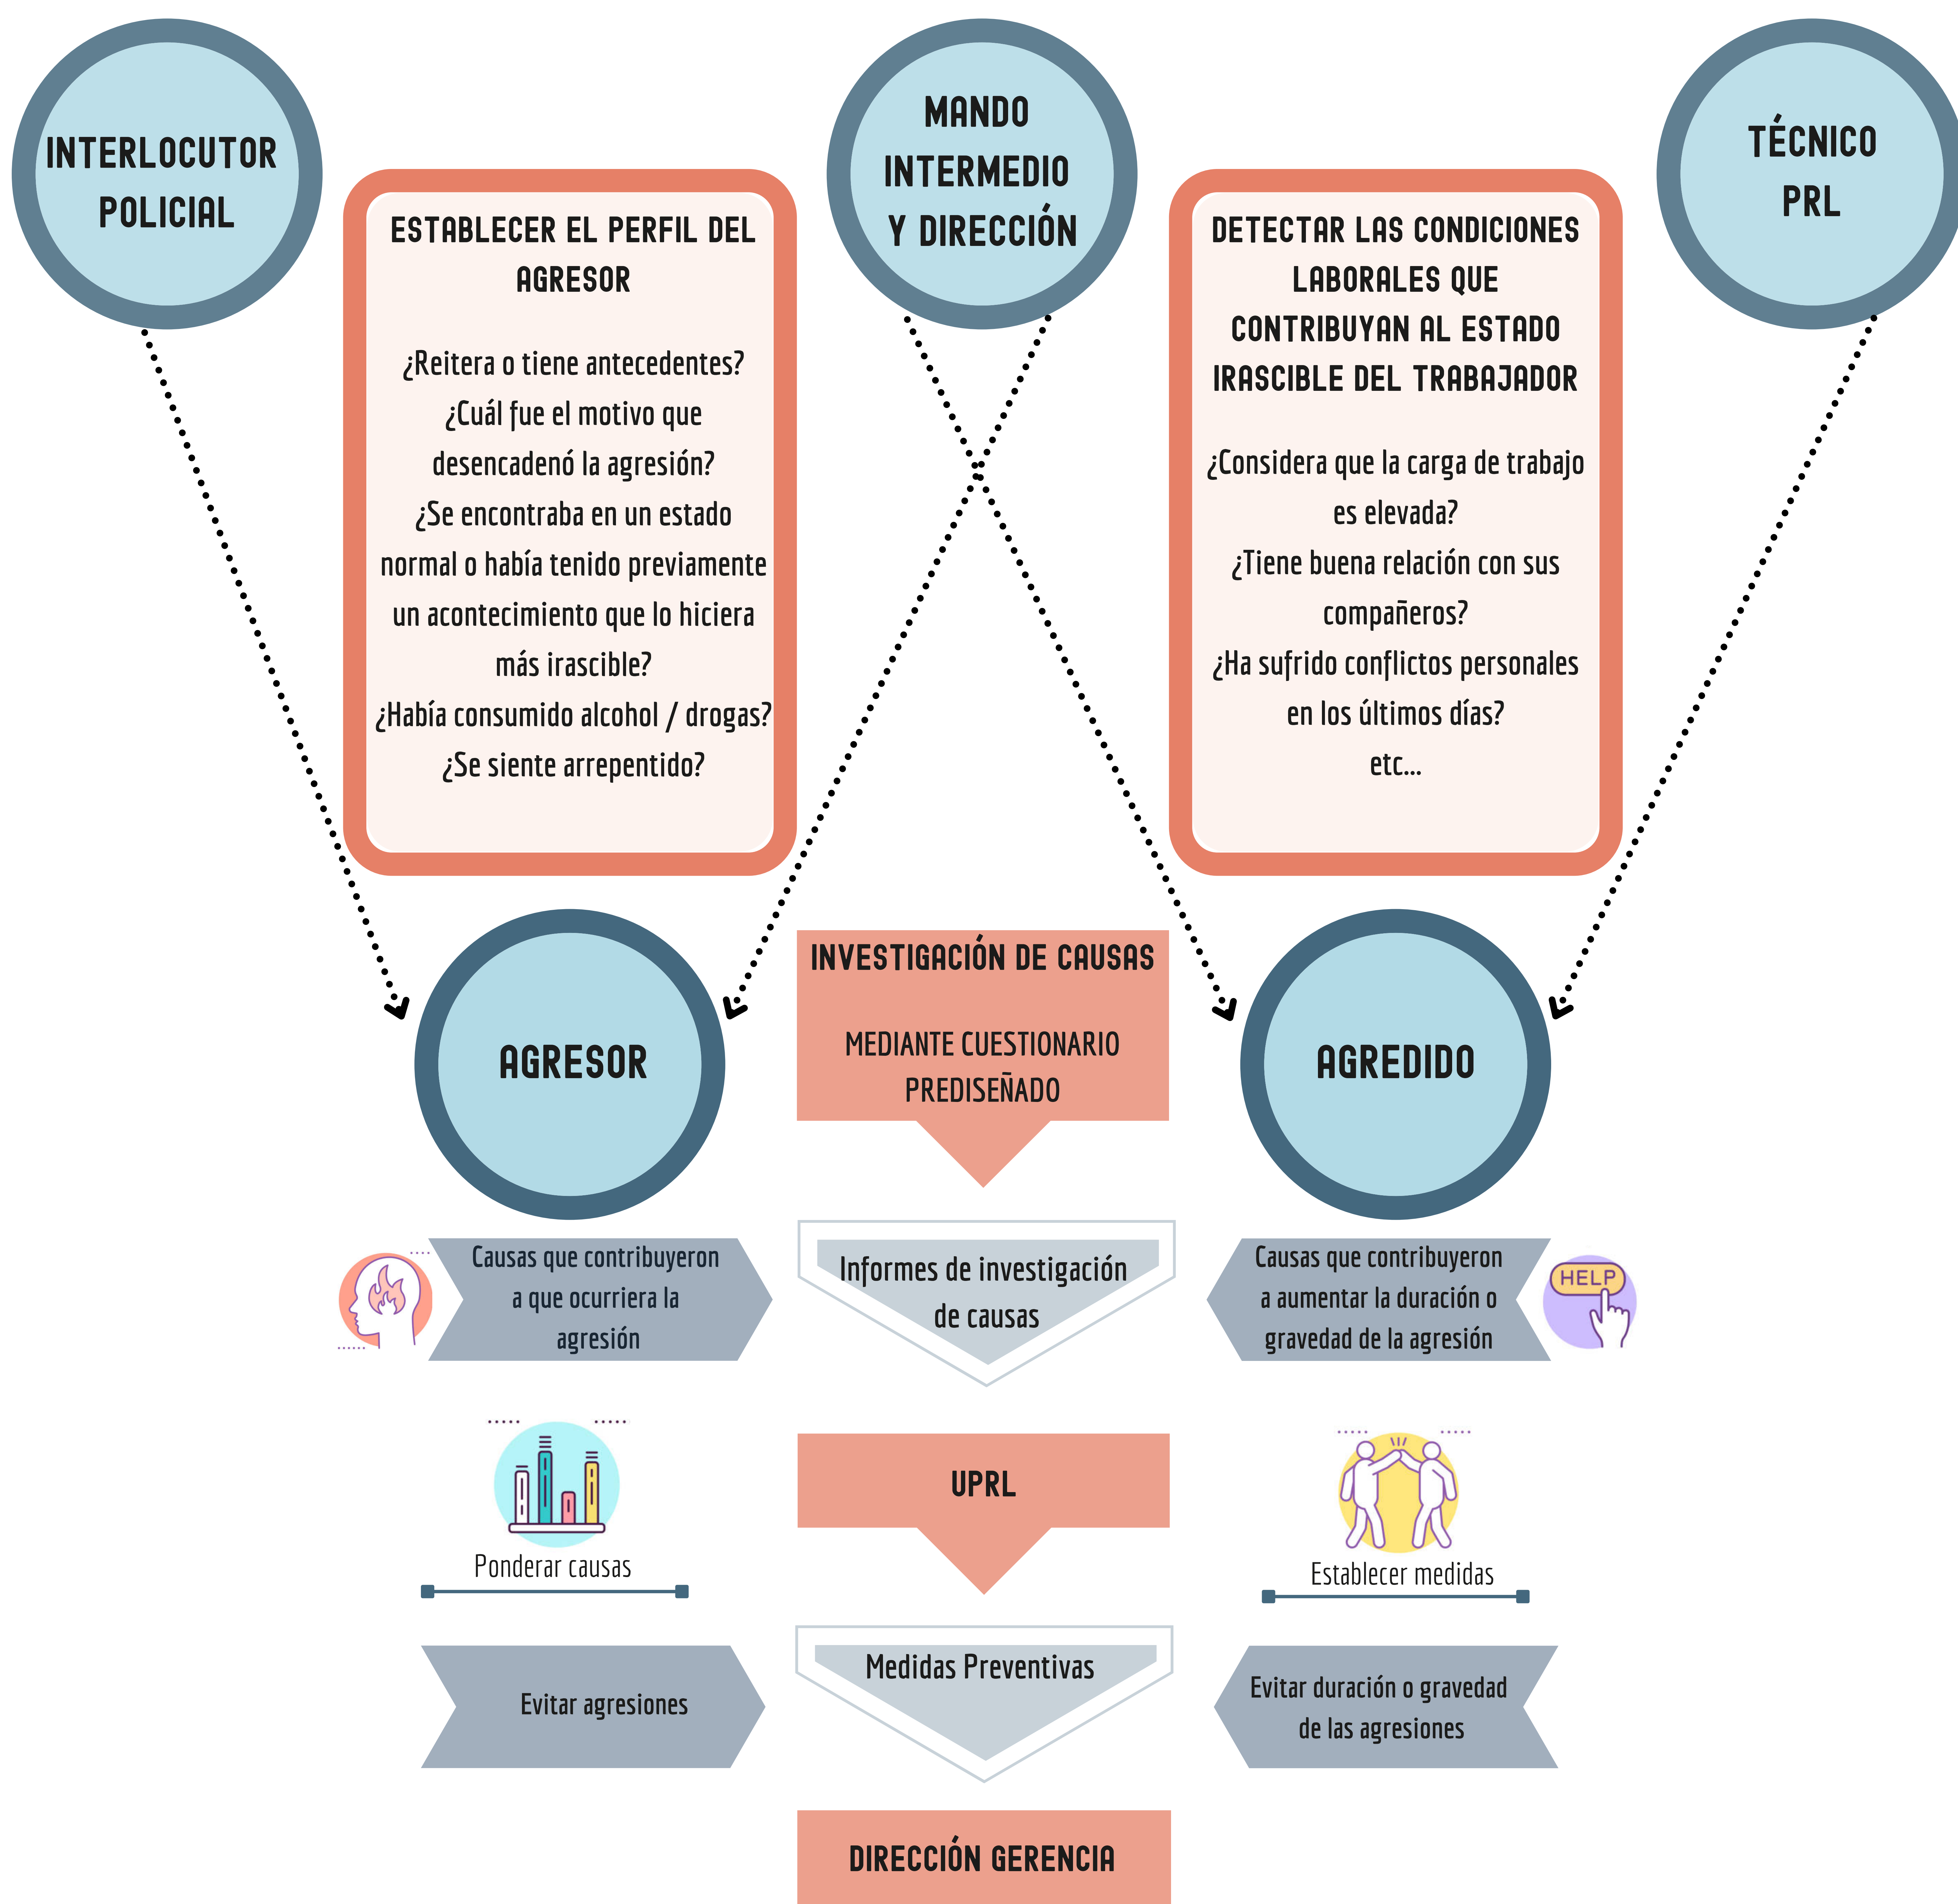 INTERLOCUTOR
POLICIAL
MANDO
INTERMEDIO
Y DIRECCIÓN
TÉCNICO
PRL
ESTABLECER EL PERFIL DEL
AGRESOR
¿Reitera o tiene antecedentes?
¿Cuál fue el motivo que
desencadenó la agresión?
¿Se encontraba en un estado
normal o había tenido previamente
un acontecimiento que lo hiciera
más irascible?
¿Había consumido alcohol / drogas?
¿Se siente arrepentido?
DETECTAR LAS CONDICIONES
LABORALES QUE
CONTRIBUYAN AL ESTADO
IRASCIBLE DEL TRABAJADOR
¿Considera que la carga de trabajo
es elevada?
¿Tiene buena relación con sus
compañeros?
¿Ha sufrido conflictos personales
en los últimos días?
etc...
AGRESOR
INVESTIGACIÓN DE CAUSAS
MEDIANTE CUESTIONARIO
PREDISEÑADO
AGREDIDO
Causas que contribuyeron
a que ocurriera la
agresión
Informes de investigación
de causas
Causas que contribuyeron
a aumentar la duración o
gravedad de la agresión
HELP
Ponderar causas
UPRL
Establecer medidas
Evitar agresiones
Medidas Preventivas
Evitar duración o gravedad
de las agresiones
DIRECCIÓN GERENCIA